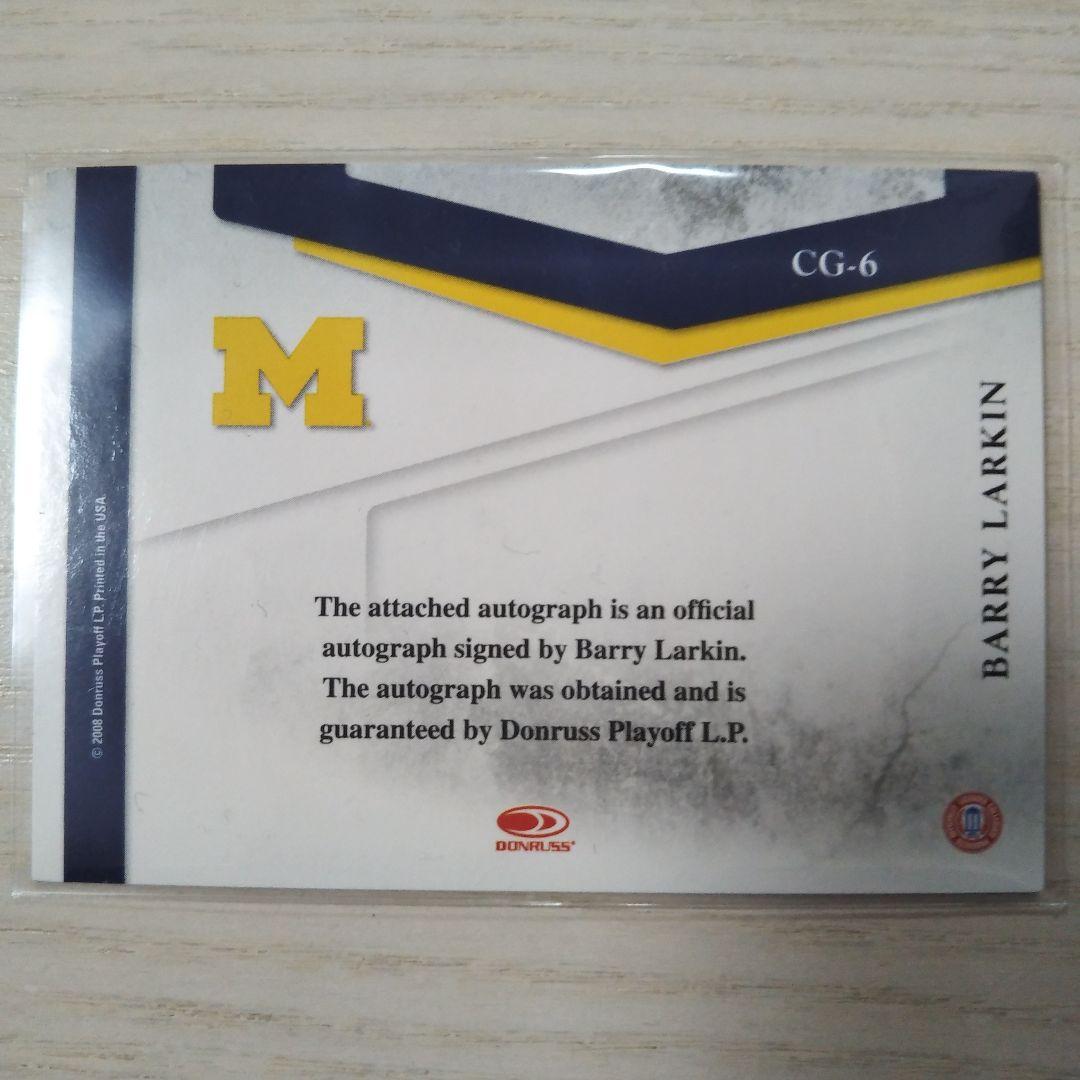 CG-6
M
BARRY LARKIN
© 2008 Donruss Playoff L.P. Printed in the USA
The attached autograph is an official
autograph signed by Barry Larkin.
The autograph was obtained and is
guaranteed by Donruss Playoff L.P.
DONRUSS